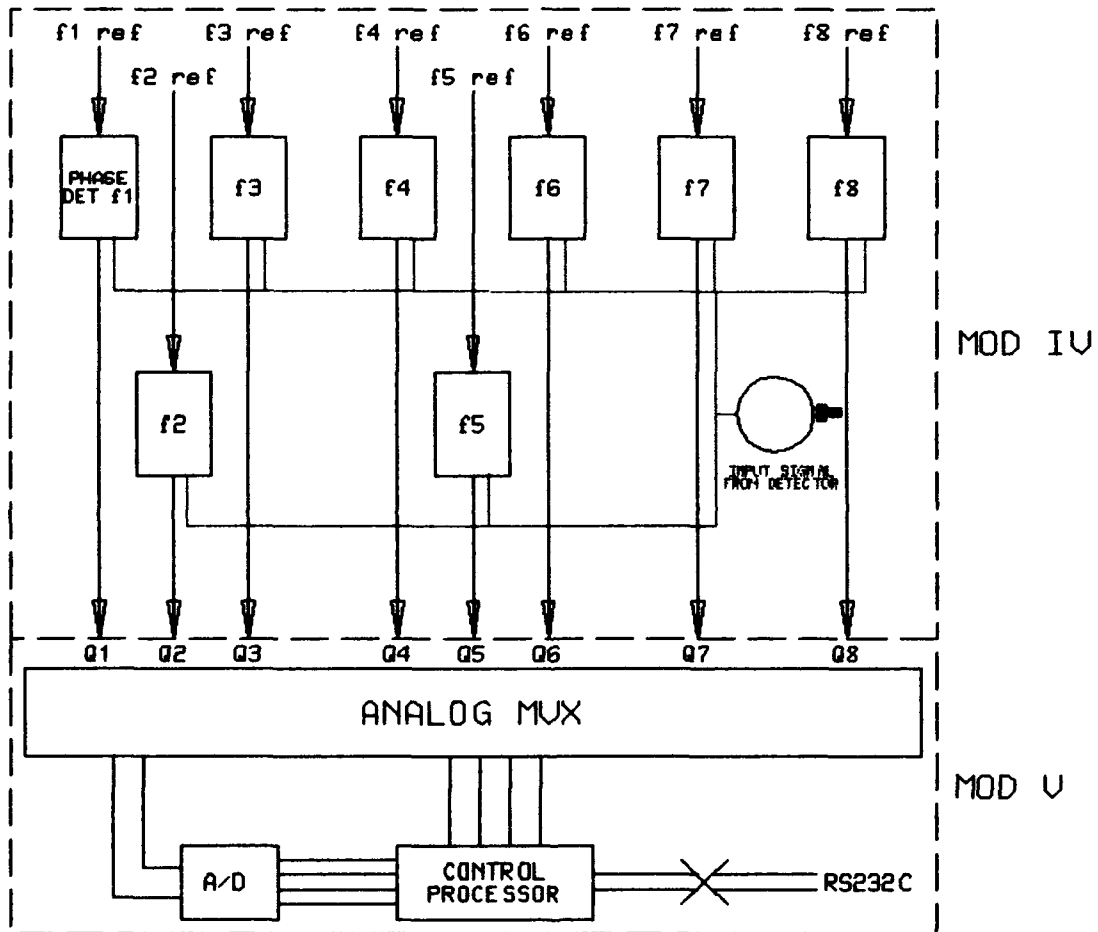 f1 ref f3 ref f4 ref f6 ref f7 ref f8 ref
f2 ref f5 ref
PHASE
DET f1
f3
f4
f6
f7
f8
MOD IV
f2
f5
INPUT SIGNAL
FROM DETECTOR
Q1 Q2 Q3 Q4 Q5 Q6 Q7 Q8
ANALOG MVX
MOD V
A/D
CONTROL
PROCESSOR
RS232C